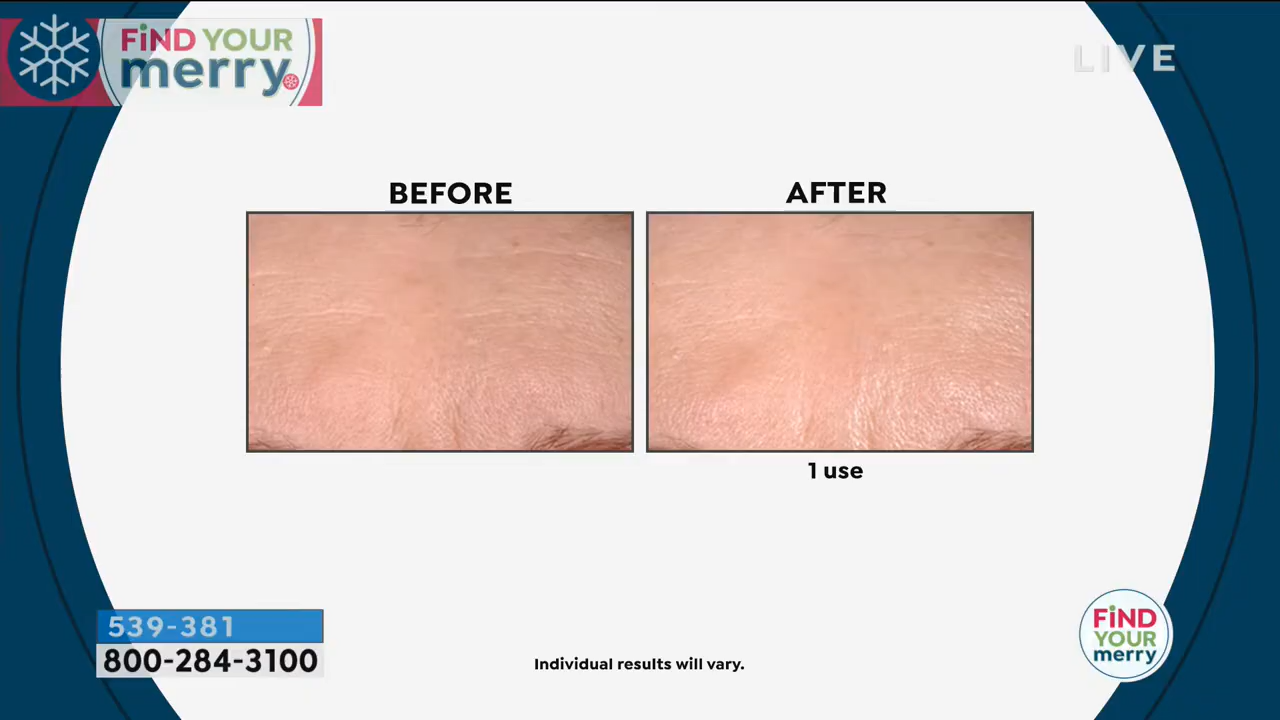 FiND YOUR
merry
LIVE
BEFORE
AFTER
1 use
539-381
800-284-3100
Individual results will vary.
FiND
YOUR
merry